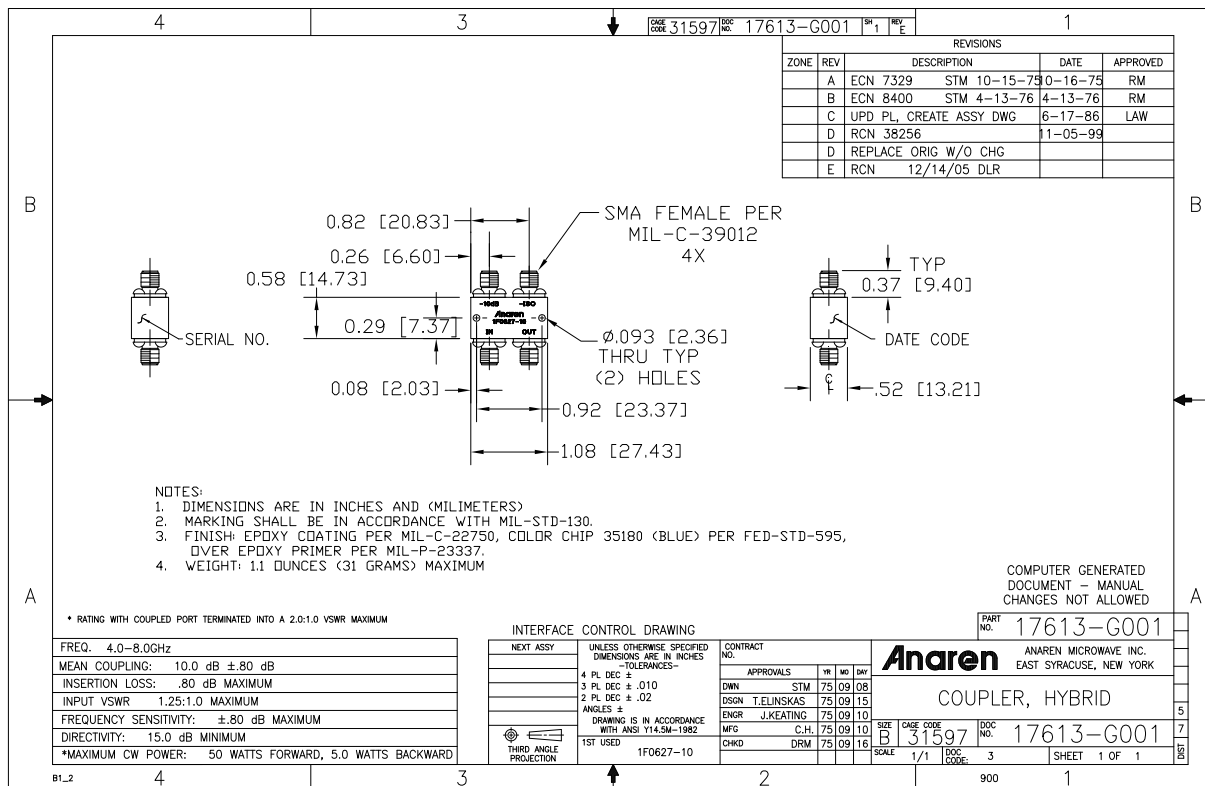 4
3
CAGE CODE 31597 DOC NO. 17613-G001 SH 1 REV E
1
REVISIONS
ZONE REV DESCRIPTION DATE APPROVED
A ECN 7329 STM 10-15-75 10-16-75 RM
B ECN 8400 STM 4-13-76 4-13-76 RM
C UPD PL, CREATE ASSY DWG 6-17-86 LAW
D RCN 38256 11-05-99
D REPLACE ORIG W/O CHG
E RCN 12/14/05 DLR
B
B
0.82 [20.83]
0.26 [6.60]
0.58 [14.73]
0.29 [7.37]
0.08 [2.03]
SMA FEMALE PER
MIL-C-39012
4X
TYP
0.37 [9.40]
SERIAL NO.
-10dB -ISO
Anaren
1F0627-10
IN OUT
Ø.093 [2.36]
THRU TYP
(2) HOLES
DATE CODE
.52 [13.21]
0.92 [23.37]
1.08 [27.43]
NOTES:
1. DIMENSIONS ARE IN INCHES AND (MILIMETERS)
2. MARKING SHALL BE IN ACCORDANCE WITH MIL-STD-130.
3. FINISH: EPOXY COATING PER MIL-C-22750, COLOR CHIP 35180 (BLUE) PER FED-STD-595,
OVER EPOXY PRIMER PER MIL-P-23337.
4. WEIGHT: 1.1 OUNCES (31 GRAMS) MAXIMUM
A
A
COMPUTER GENERATED
DOCUMENT - MANUAL
CHANGES NOT ALLOWED
* RATING WITH COUPLED PORT TERMINATED INTO A 2.0:1.0 VSWR MAXIMUM
FREQ. 4.0-8.0GHz
MEAN COUPLING: 10.0 dB ±.80 dB
INSERTION LOSS: .80 dB MAXIMUM
INPUT VSWR 1.25:1.0 MAXIMUM
FREQUENCY SENSITIVITY: ±.80 dB MAXIMUM
DIRECTIVITY: 15.0 dB MINIMUM
*MAXIMUM CW POWER: 50 WATTS FORWARD, 5.0 WATTS BACKWARD
INTERFACE CONTROL DRAWING
NEXT ASSY
THIRD ANGLE
PROJECTION
UNLESS OTHERWISE SPECIFIED
DIMENSIONS ARE IN INCHES
-TOLERANCES-
4 PL DEC ±
3 PL DEC ± .010
2 PL DEC ± .02
ANGLES ±
DRAWING IS IN ACCORDANCE
WITH ANSI Y14.5M-1982
1ST USED
1F0627-10
CONTRACT
NO.
APPROVALS YR MO DAY
DWN STM 75 09 08
DSGN T.ELINSKAS 75 09 15
ENGR J.KEATING 75 09 10
MFG C.H. 75 09 10
CHKD DRM 75 09 16
PART NO. 17613-G001
Anaren
ANAREN MICROWAVE INC.
EAST SYRACUSE, NEW YORK
COUPLER, HYBRID
SIZE B CAGE CODE 31597 DOC NO. 17613-G001
SCALE 1/1 DOC CODE: 3 SHEET 1 OF 1
5
7
DIST
B1_2
4
3
2
900
1